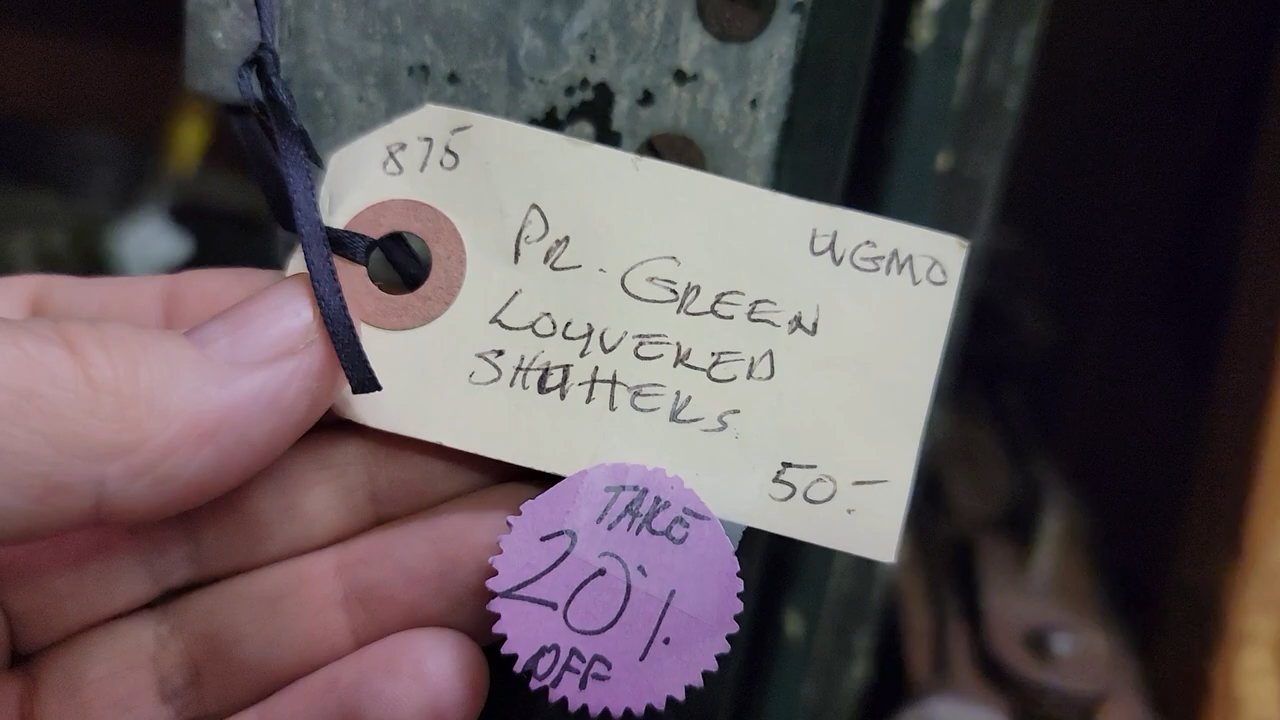 875
UGMO
PR. GREEN
LOUVERED
SHUTTERS.
50.-
TAKE
20%
OFF